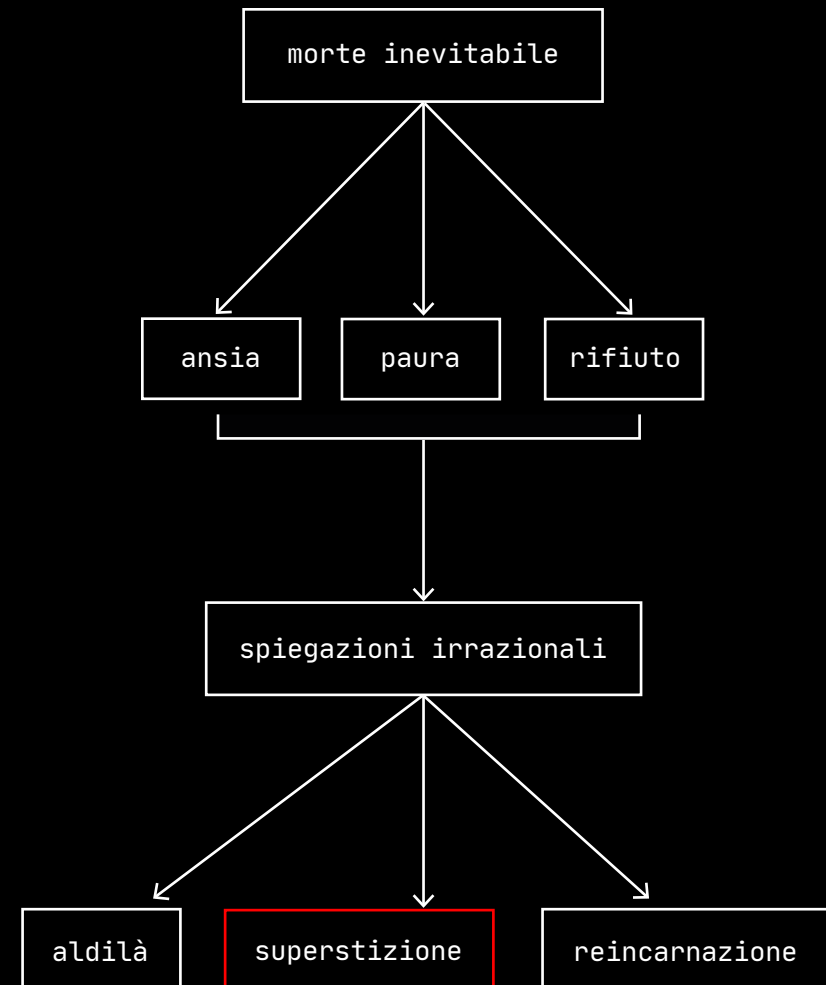 morte inevitabile
ansia
paura
rifiuto
spiegazioni irrazionali
aldilà
superstizione
reincarnazione